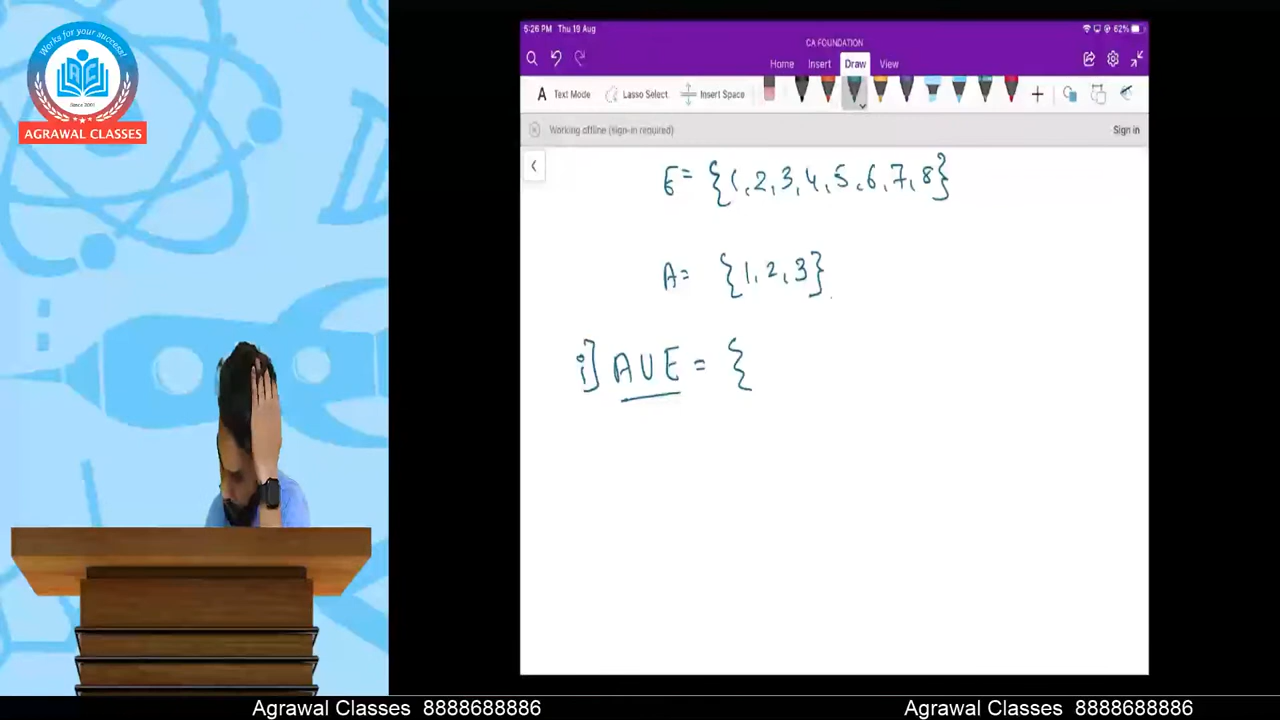 Works for your success!
AE
Since 2001
AGRAWAL CLASSES
5:26 PM Thu 19 Aug
62%
CA FOUNDATION
Home Insert Draw View
A Text Mode Lasso Select Insert Space
Working offline (sign-in required) Sign in
E= {1,2,3,4,5,6,7,8}
A= {1,2,3}
i] A U E = {
Agrawal Classes 8888688886 Agrawal Classes 8888688886